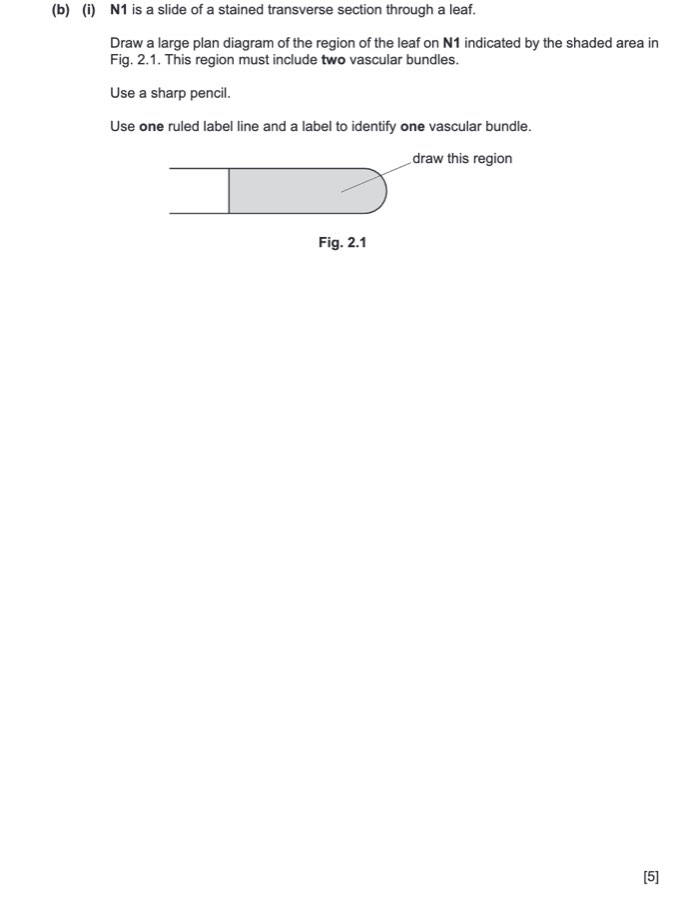 (b) (i) N1 is a slide of a stained transverse section through a leaf.
Draw a large plan diagram of the region of the leaf on N1 indicated by the shaded area in
Fig. 2.1. This region must include two vascular bundles.
Use a sharp pencil.
Use one ruled label line and a label to identify one vascular bundle.
draw this region
Fig. 2.1
[5]